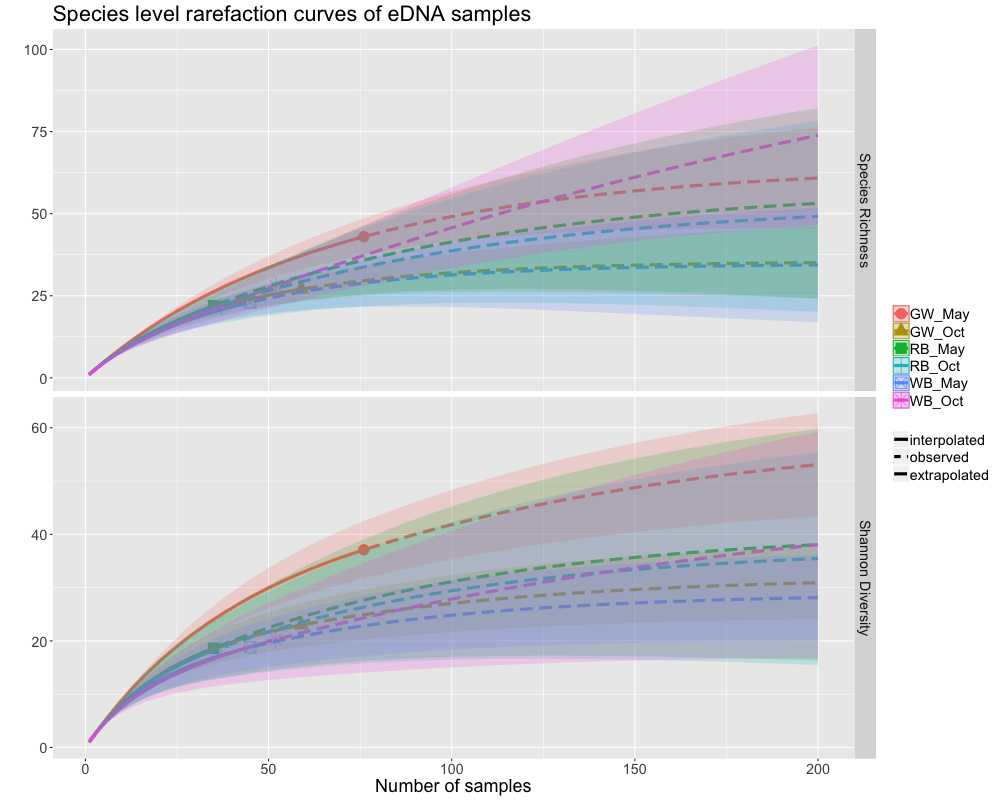 Species level rarefaction curves of eDNA samples
100
75
50
25
0
Species Richness
60
40
20
0
Shannon Diversity
0 50 100 150 200
Number of samples
GW_May
GW_Oct
RB_May
RB_Oct
WB_May
WB_Oct
interpolated
observed
extrapolated